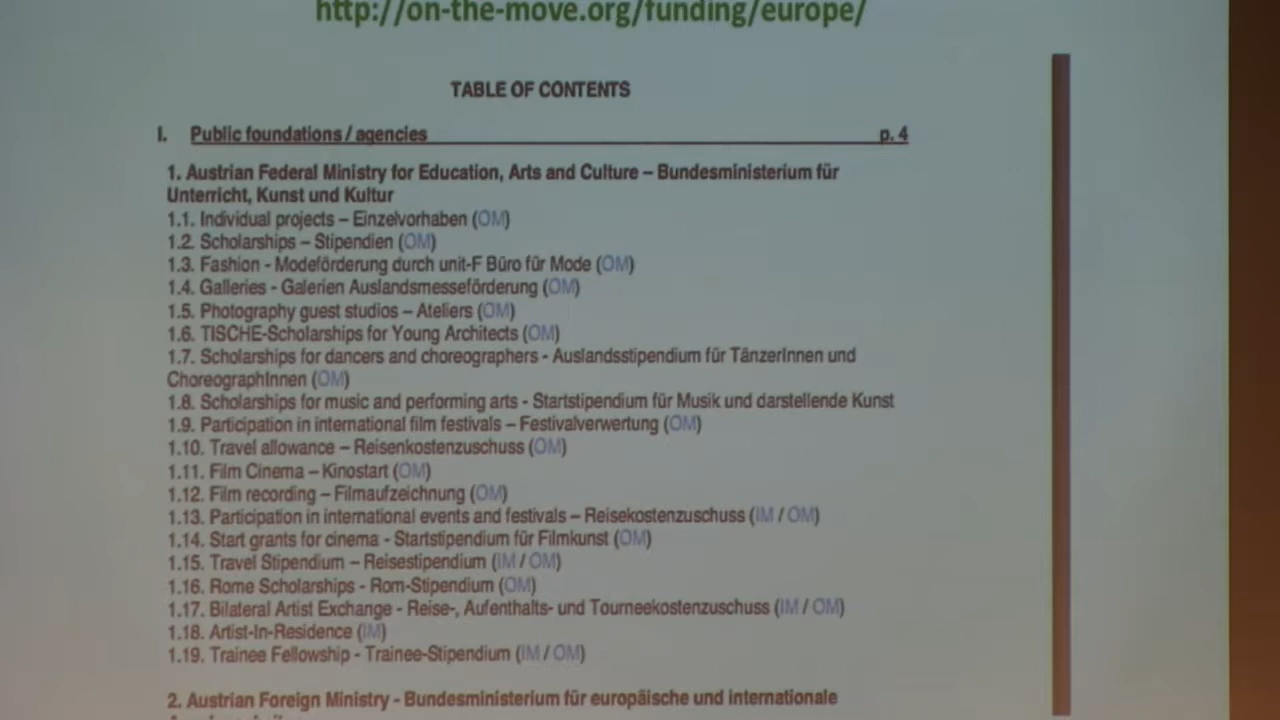 http://on-the-move.org/funding/europe/
TABLE OF CONTENTS
I. Public foundations / agencies p. 4
1. Austrian Federal Ministry for Education, Arts and Culture – Bundesministerium für
Unterricht, Kunst und Kultur
1.1. Individual projects – Einzelvorhaben (OM)
1.2. Scholarships – Stipendien (OM)
1.3. Fashion - Modeförderung durch unit-F Büro für Mode (OM)
1.4. Galleries - Galerien Auslandsmesseförderung (OM)
1.5. Photography guest studios – Ateliers (OM)
1.6. TISCHE-Scholarships for Young Architects (OM)
1.7. Scholarships for dancers and choreographers - Auslandsstipendium für TänzerInnen und
ChoreographInnen (OM)
1.8. Scholarships for music and performing arts - Startstipendium für Musik und darstellende Kunst
1.9. Participation in international film festivals – Festivalverwertung (OM)
1.10. Travel allowance – Reisenkostenzuschuss (OM)
1.11. Film Cinema – Kinostart (OM)
1.12. Film recording – Filmaufzeichnung (OM)
1.13. Participation in international events and festivals – Reisekostenzuschuss (IM / OM)
1.14. Start grants for cinema - Startstipendium für Filmkunst (OM)
1.15. Travel Stipendium – Reisestipendium (IM / OM)
1.16. Rome Scholarships - Rom-Stipendium (OM)
1.17. Bilateral Artist Exchange - Reise-, Aufenthalts- und Tourneekostenzuschuss (IM / OM)
1.18. Artist-In-Residence (IM)
1.19. Trainee Fellowship - Trainee-Stipendium (IM / OM)
2. Austrian Foreign Ministry - Bundesministerium für europäische und internationale